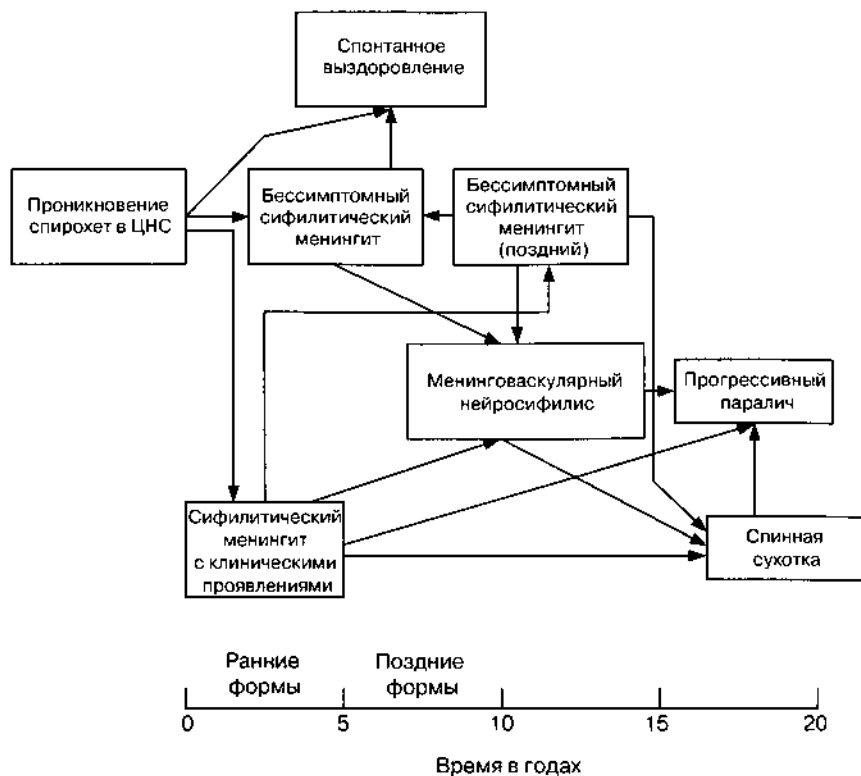 Спонтанное
выздоровление
Проникновение
спирохет в ЦНС
Бессимптомный
сифилитический
менингит
Бессимптомный
сифилитический
менингит
(поздний)
Менинговаскулярный
нейросифилис
Прогрессивный
паралич
Сифилитический
менингит
с клиническими
проявлениями
Спинная
сухотка
Ранние
формы
Поздние
формы
0 5 10 15 20
Время в годах